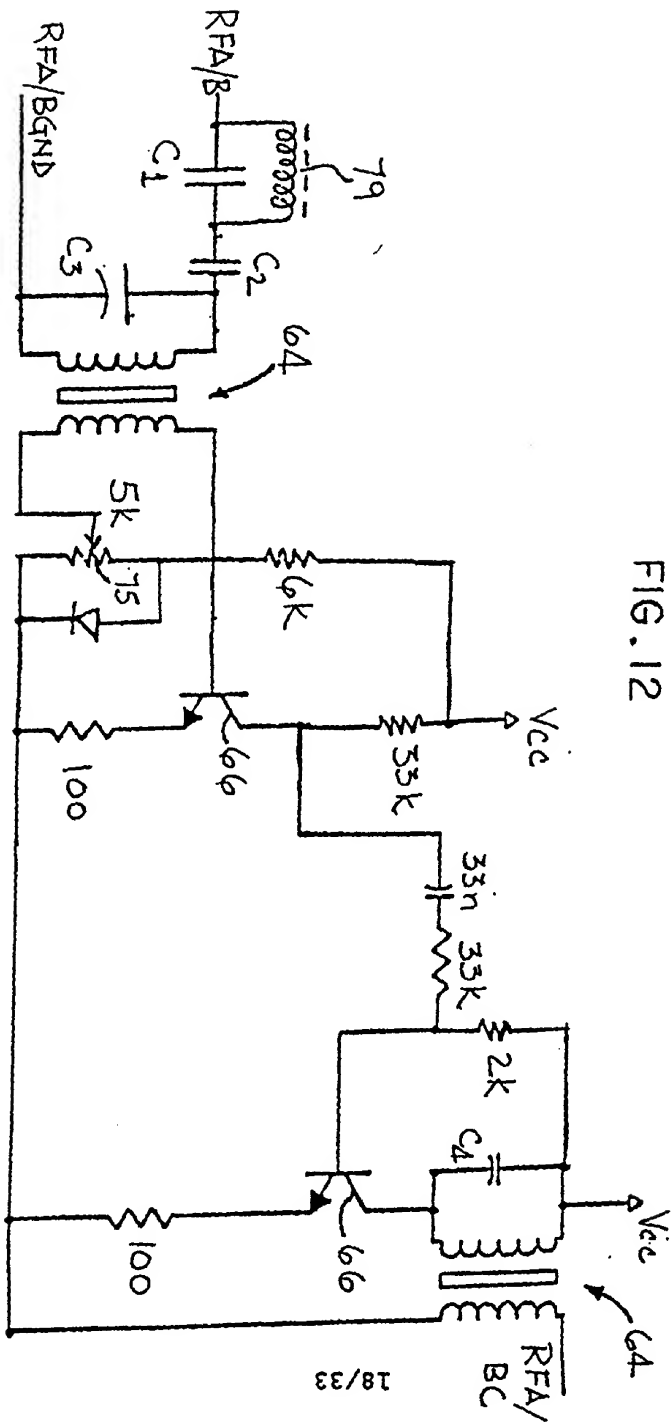 FIG. 12
RFA/B
RFA/BGND
79
C1
C2
C3
64
5k
75
6K
Vcc
33k
66
100
33n
33k
2K
C4
66
100
Vcc
64
RFA/
BC
18/33